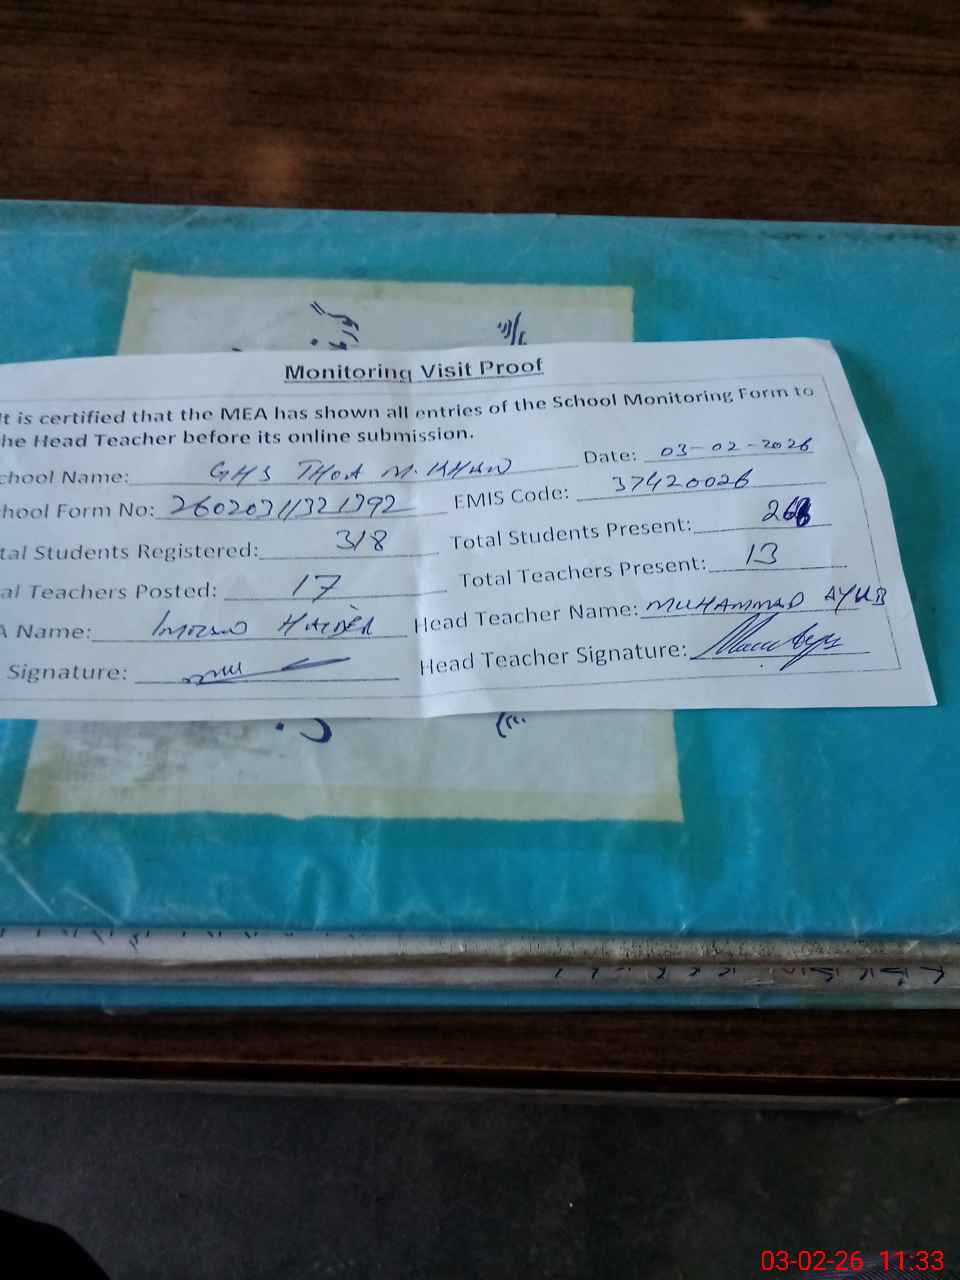 Monitoring Visit Proof
It is certified that the MEA has shown all entries of the School Monitoring Form to
he Head Teacher before its online submission.
chool Name: GHS THOA M. KHAN Date: 03-02-2026
hool Form No: 26020311321392 EMIS Code: 37420026
tal Students Registered: 318 Total Students Present:
al Teachers Posted: 17 Total Teachers Present: 13
A Name: HAIDER Head Teacher Name: MUHAMMAD AYUB
Signature: Head Teacher Signature:
03-02-26 11:33